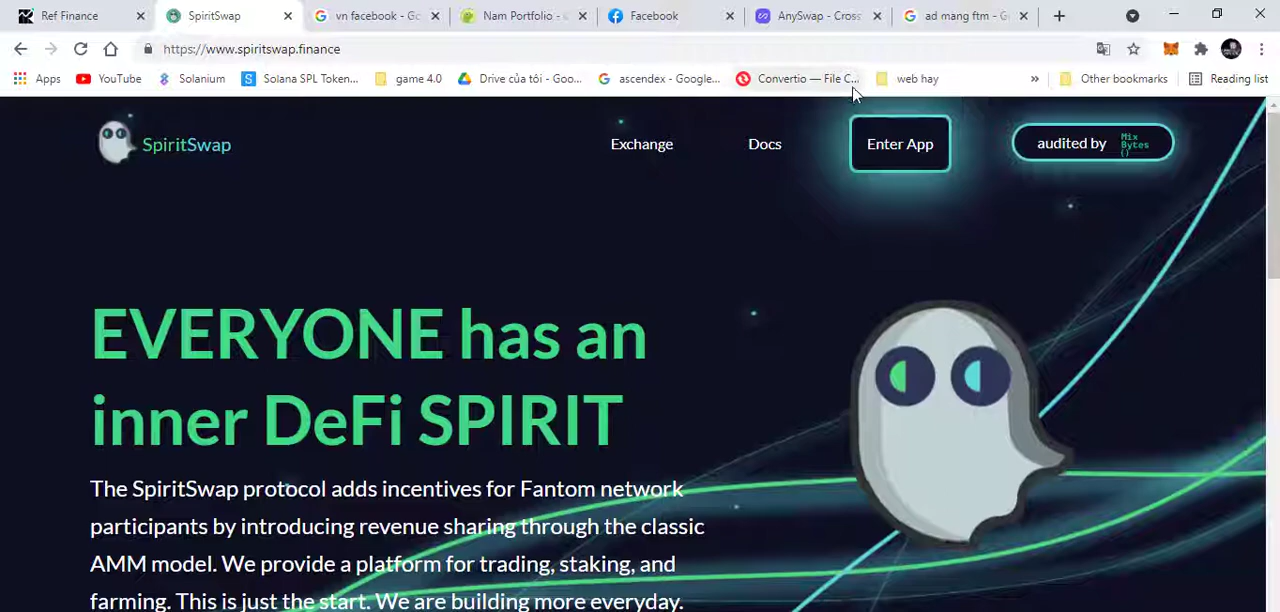 Ref Finance
SpiritSwap
vn facebook - Go
Nam Portfolio -
Facebook
AnySwap - Cross
ad mang ftm - G
https://www.spiritswap.finance
Apps
YouTube
Solanium
Solana SPL Token...
game 4.0
Drive của tôi - Goo...
ascendex - Google...
Convertio — File C...
web hay
»
Other bookmarks
Reading list
SpiritSwap
Exchange
Docs
Enter App
audited by
Mix
Bytes
{}
EVERYONE has an
inner DeFi SPIRIT
The SpiritSwap protocol adds incentives for Fantom network
participants by introducing revenue sharing through the classic
AMM model. We provide a platform for trading, staking, and
farming. This is just the start. We are building more everyday.